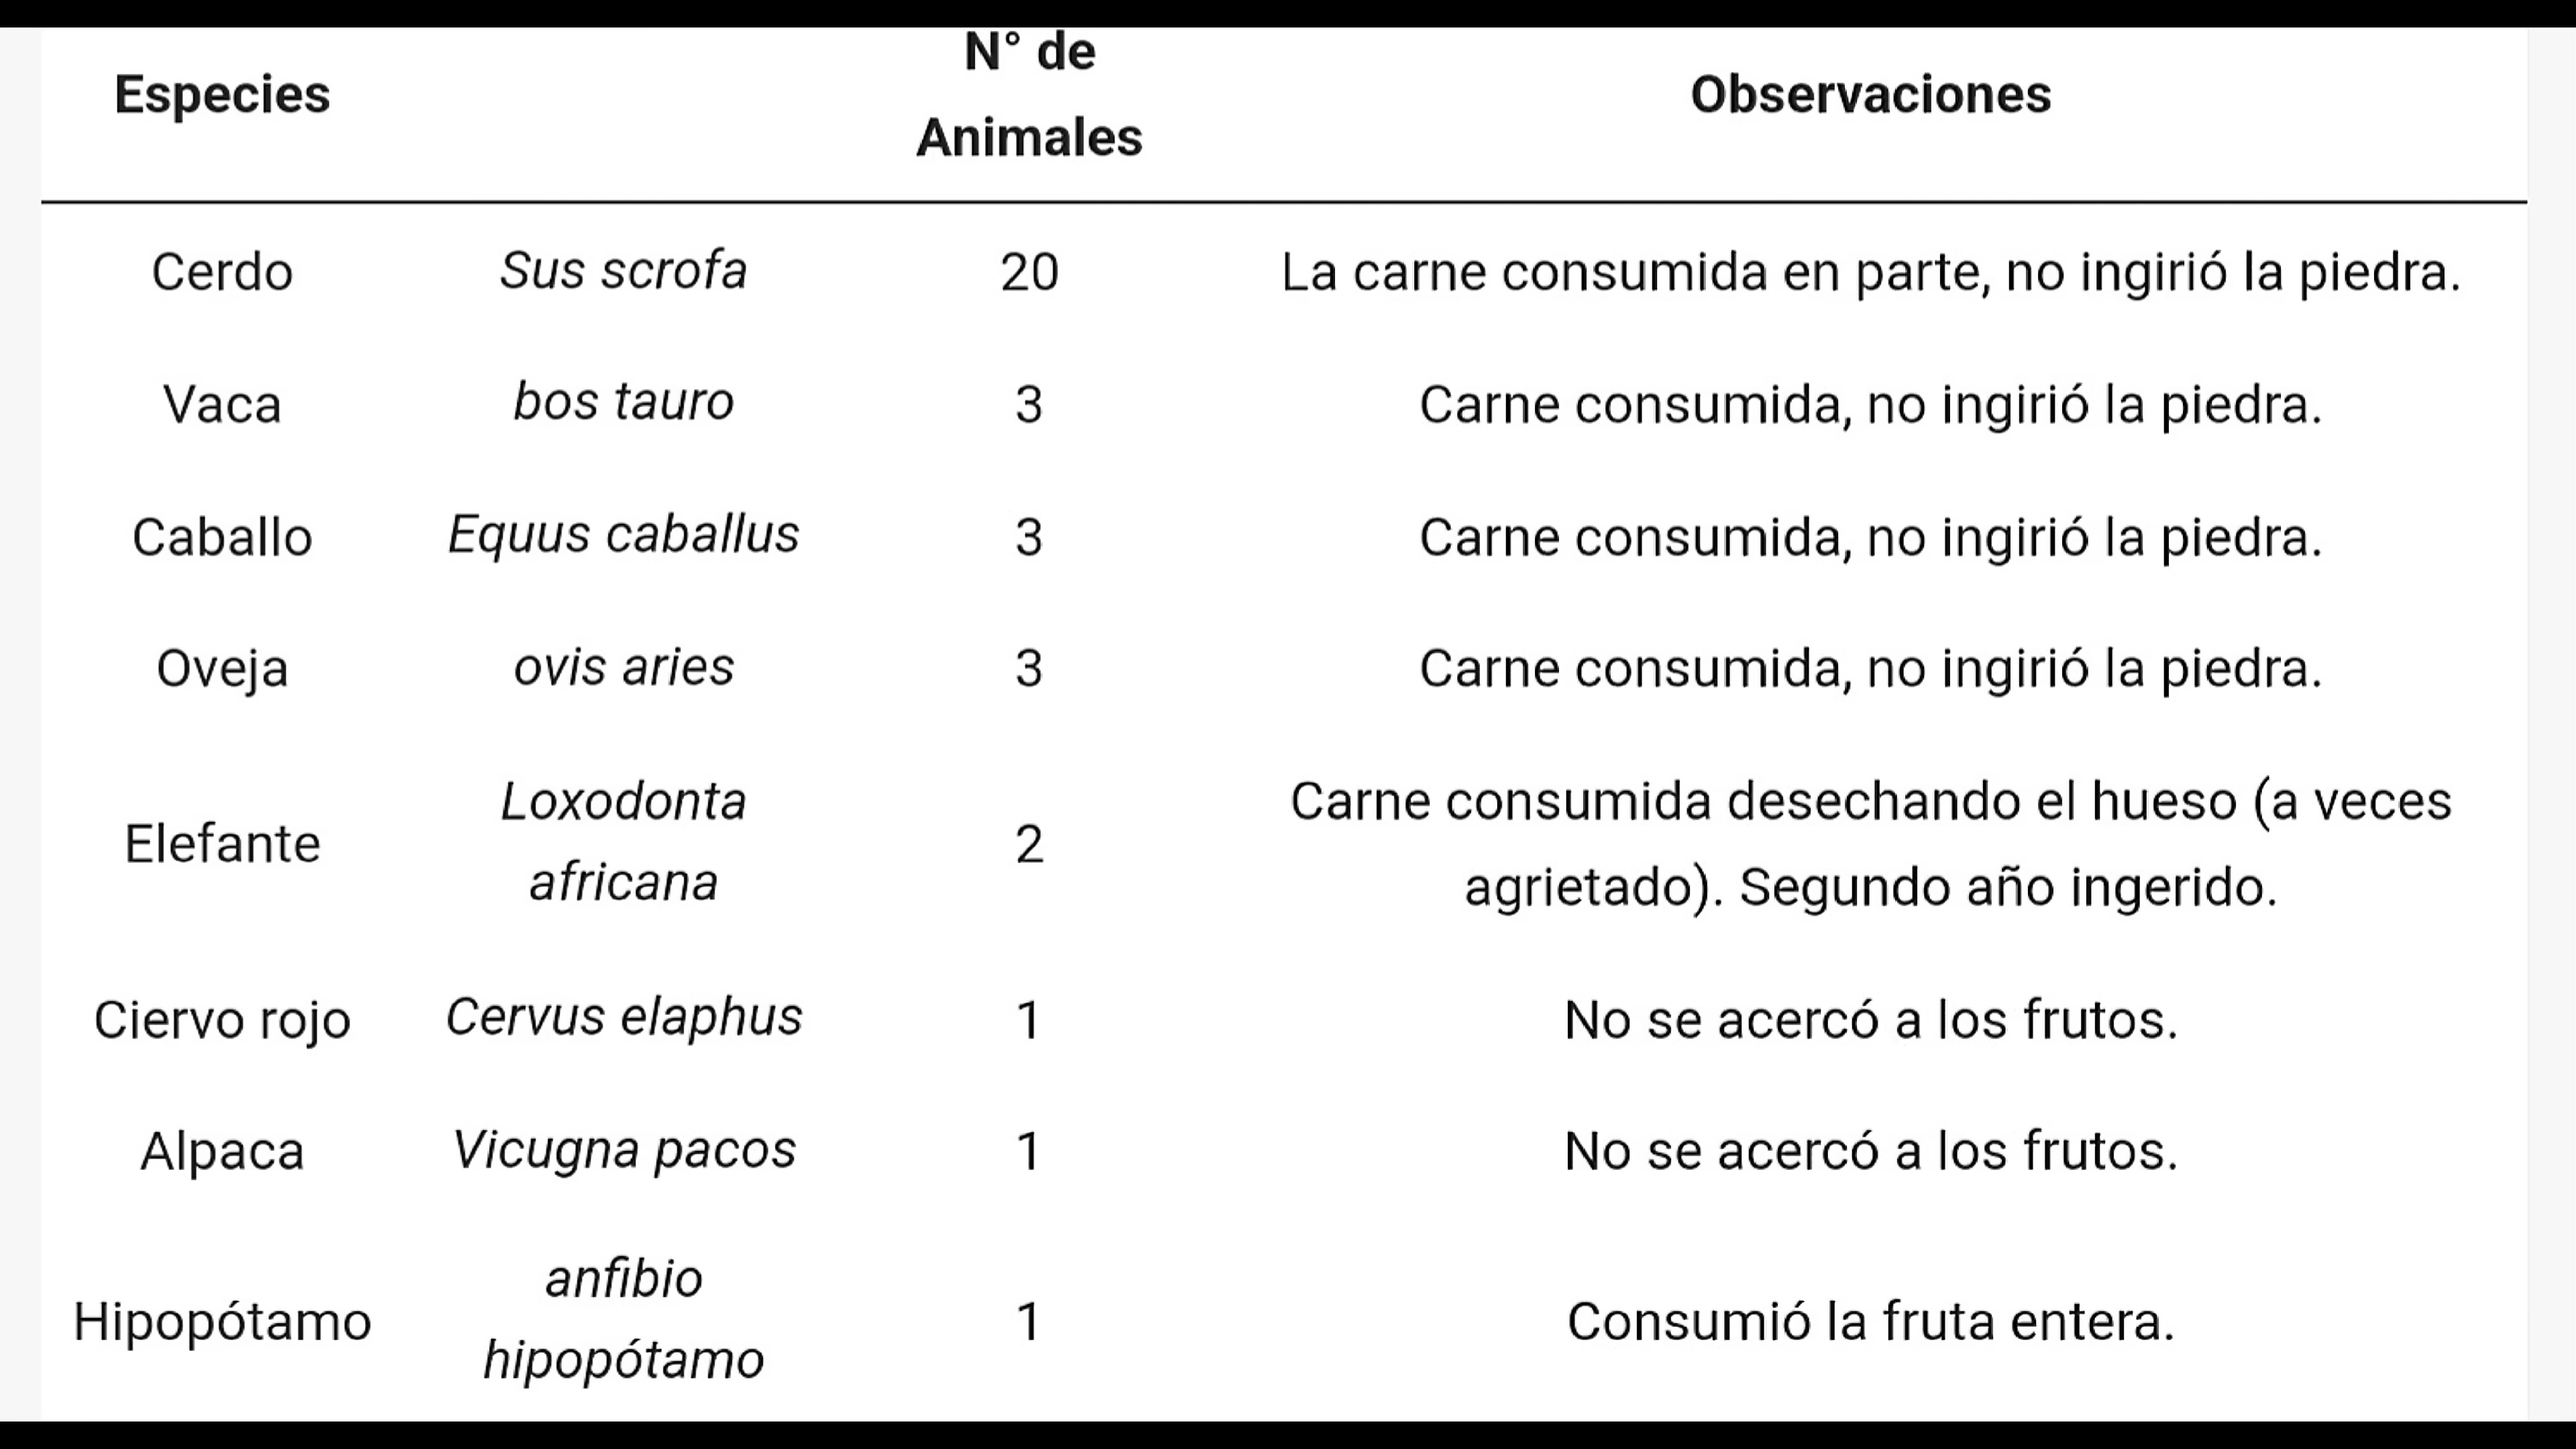 Especies N° de Animales Observaciones
Cerdo Sus scrofa 20 La carne consumida en parte, no ingirió la piedra.
Vaca bos tauro 3 Carne consumida, no ingirió la piedra.
Caballo Equus caballus 3 Carne consumida, no ingirió la piedra.
Oveja ovis aries 3 Carne consumida, no ingirió la piedra.
Elefante Loxodonta africana 2 Carne consumida desechando el hueso (a veces agrietado). Segundo año ingerido.
Ciervo rojo Cervus elaphus 1 No se acercó a los frutos.
Alpaca Vicugna pacos 1 No se acercó a los frutos.
Hipopótamo anfibio hipopótamo 1 Consumió la fruta entera.